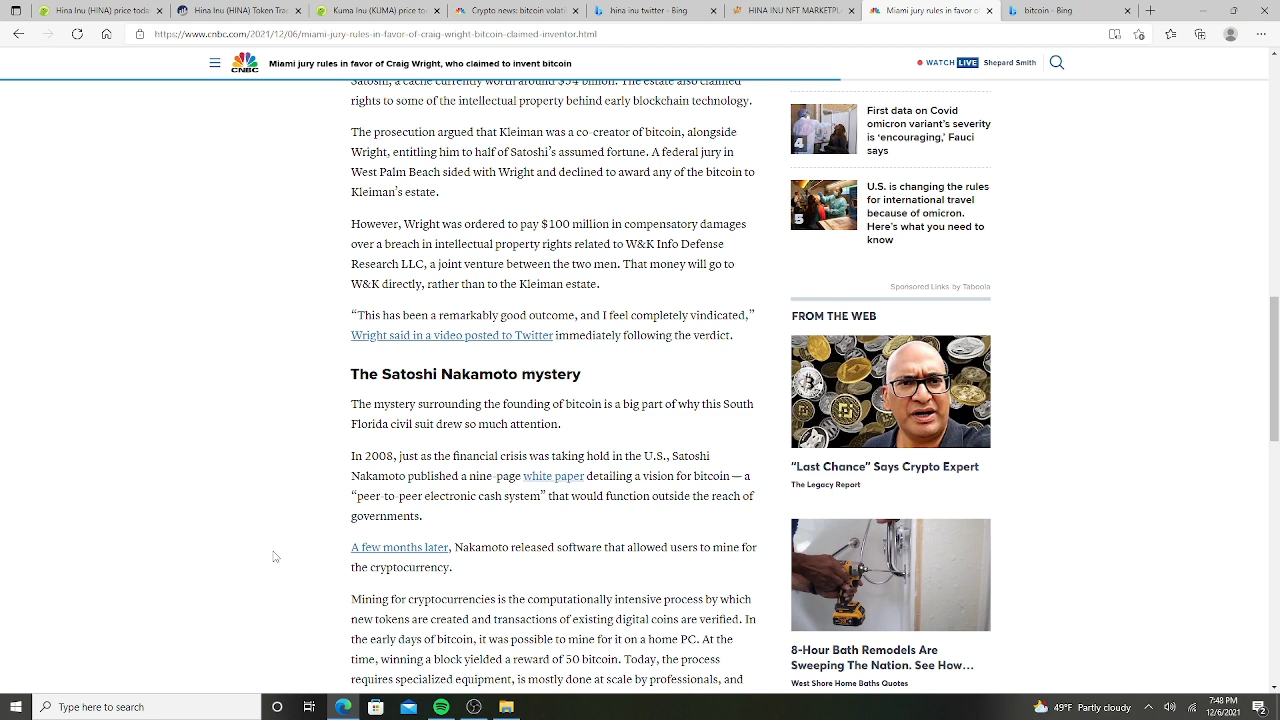 Hina Inu (HINA) price toda
Hina Inu (HINA) Token Tra
Kuma Inu (KUMA) price tod
Crypto news: bitcoin volati
hina inu twitter - Bing
HINA INU NFT MARKETPL
Miami jury rules in favor of
bitcoin - Bing
https://www.cnbc.com/2021/12/06/miami-jury-rules-in-favor-of-craig-wright-bitcoin-claimed-inventor.html
CNBC
Miami jury rules in favor of Craig Wright, who claimed to invent bitcoin
WATCH LIVE Shepard Smith
Satoshi, a cache currently worth around $54 billion. The estate also claimed
rights to some of the intellectual property behind early blockchain technology.
The prosecution argued that Kleiman was a co-creator of bitcoin, alongside
Wright, entitling him to half of Satoshi's assumed fortune. A federal jury in
West Palm Beach sided with Wright and declined to award any of the bitcoin to
Kleiman's estate.
However, Wright was ordered to pay $100 million in compensatory damages
over a breach in intellectual property rights related to W&K Info Defense
Research LLC, a joint venture between the two men. That money will go to
W&K directly, rather than to the Kleiman estate.
“This has been a remarkably good outcome, and I feel completely vindicated,”
Wright said in a video posted to Twitter immediately following the verdict.
The Satoshi Nakamoto mystery
The mystery surrounding the founding of bitcoin is a big part of why this South
Florida civil suit drew so much attention.
In 2008, just as the financial crisis was taking hold in the U.S., Satoshi
Nakamoto published a nine-page white paper detailing a vision for bitcoin — a
“peer-to-peer electronic cash system” that would function outside the reach of
governments.
A few months later, Nakamoto released software that allowed users to mine for
the cryptocurrency.
Mining for cryptocurrencies is the computationally intensive process by which
new tokens are created and transactions of existing digital coins are verified. In
the early days of bitcoin, it was possible to mine for it on a home PC. At the
time, winning a block yielded a reward of 50 bitcoin. Today, the process
requires specialized equipment, is mostly done at scale by professionals, and
4
First data on Covid
omicron variant's severity
is ‘encouraging,’ Fauci
says
5
U.S. is changing the rules
for international travel
because of omicron.
Here's what you need to
know
Sponsored Links by Taboola
FROM THE WEB
“Last Chance” Says Crypto Expert
The Legacy Report
8-Hour Bath Remodels Are
Sweeping The Nation. See How…
West Shore Home Baths Quotes
Type here to search
49°F Partly cloudy
7:48 PM
12/6/2021